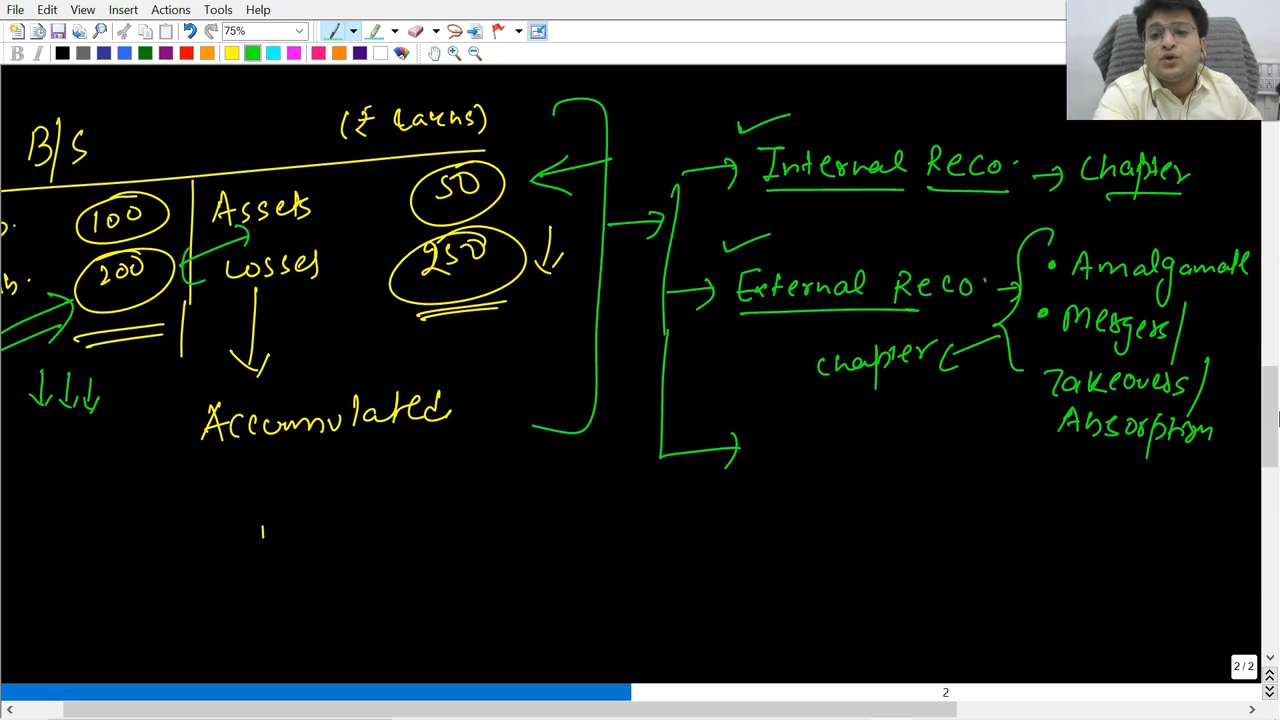 File Edit View Insert Actions Tools Help
75%
B I
B/S (₹ Lakhs)
100 Assets 50
200 Losses 250
Accumulated
Internal Reco. → Chapter
External Reco. →
• Amalgamate
• Mergers/
Takeovers/
Absorption
chapter
2 / 2
2